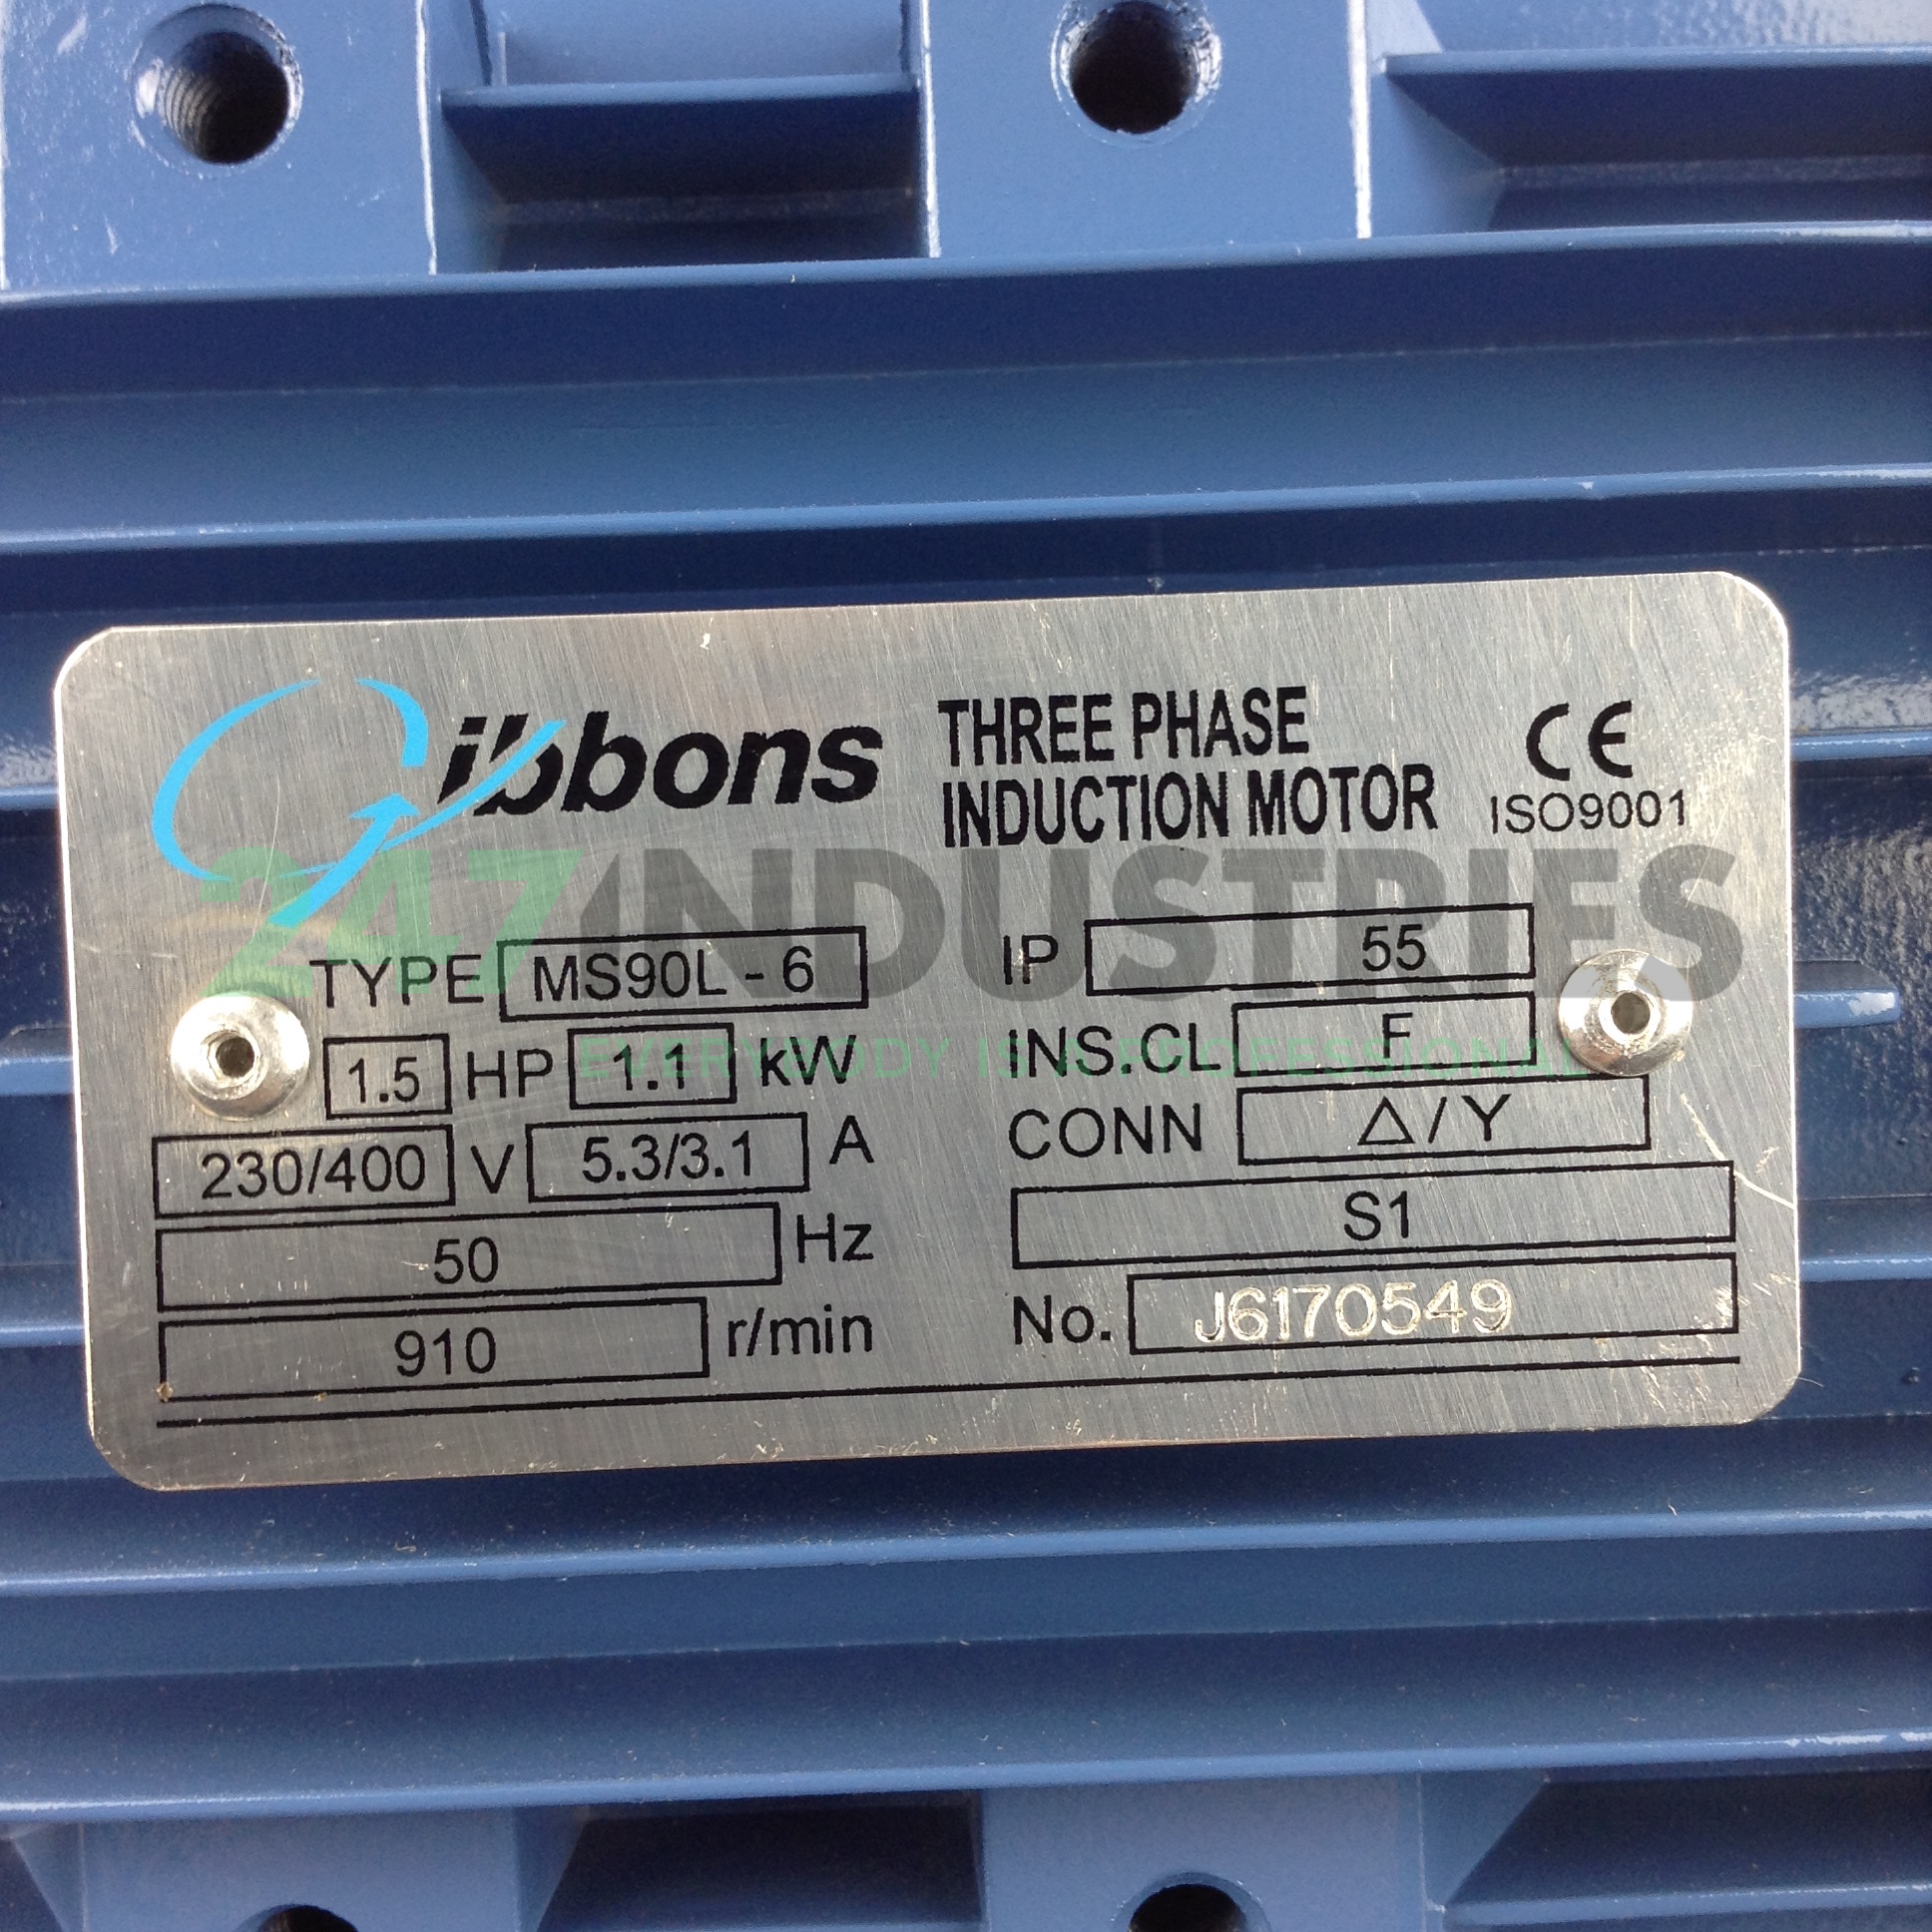 Gibbons
THREE PHASE
INDUCTION MOTOR
CE
ISO9001
247INDUSTRIES
EVERYBODY IS A PROFESSIONAL
TYPE MS90L - 6
1.5 HP 1.1 kW
230/400 V 5.3/3.1 A
50 Hz
910 r/min
IP 55
INS.CL F
CONN △/Y
S1
No. J6170549